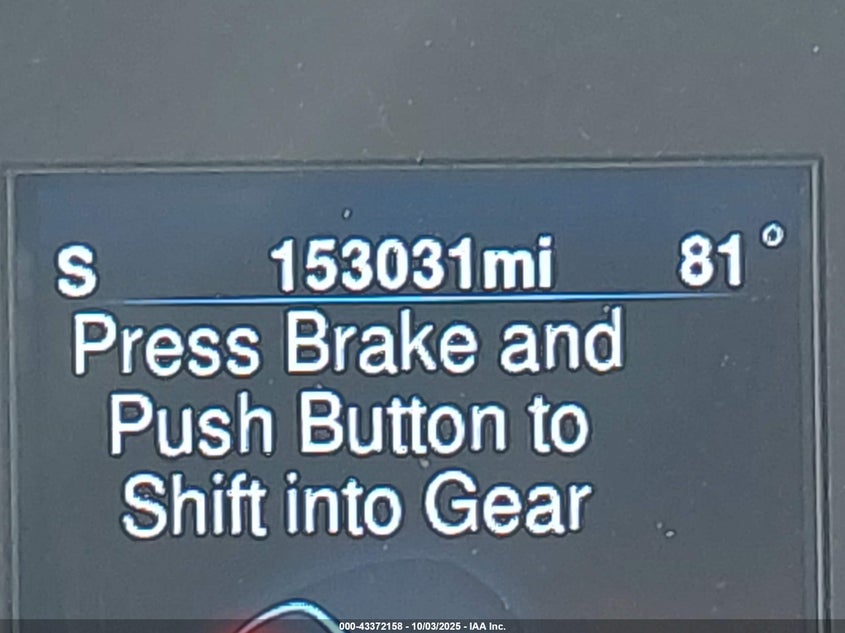 S 153031mi 81°
Press Brake and
Push Button to
Shift into Gear
000-43372158 - 10/03/2025 - IAA Inc.